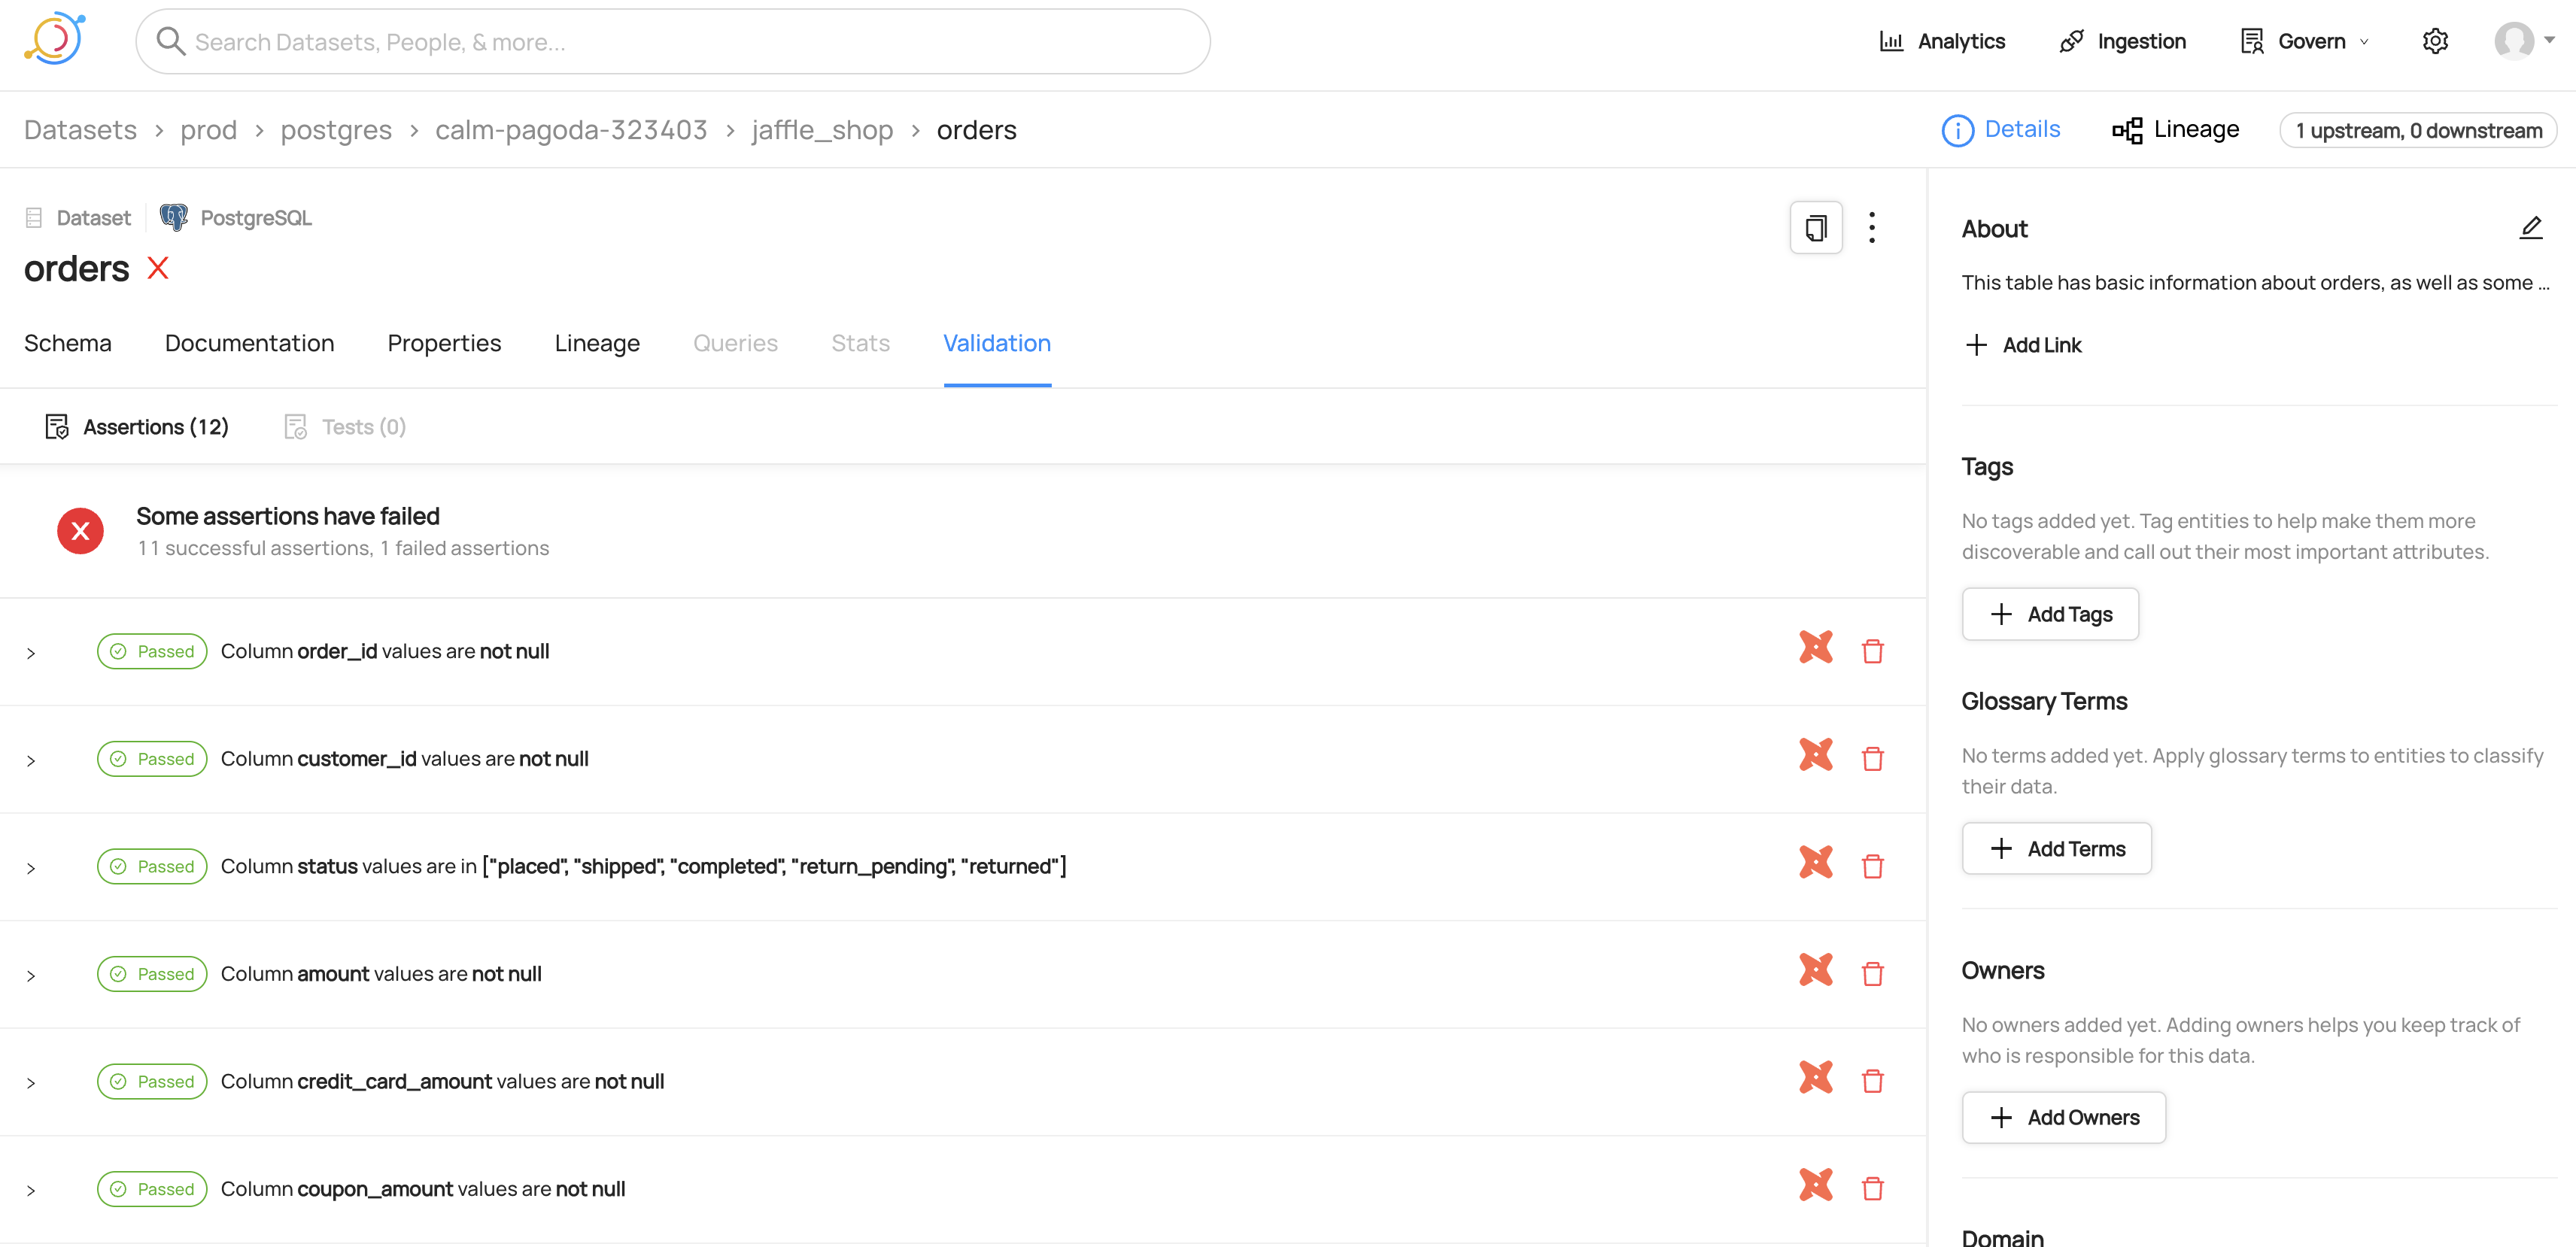 Search Datasets, People, & more...
Analytics
Ingestion
Govern
Datasets > prod > postgres > calm-pagoda-323403 > jaffle_shop > orders
Details
Lineage
1 upstream, 0 downstream
Dataset
PostgreSQL
orders
Schema
Documentation
Properties
Lineage
Queries
Stats
Validation
Assertions (12)
Tests (0)
Some assertions have failed
11 successful assertions, 1 failed assertions
Passed Column order_id values are not null
Passed Column customer_id values are not null
Passed Column status values are in ["placed", "shipped", "completed", "return_pending", "returned"]
Passed Column amount values are not null
Passed Column credit_card_amount values are not null
Passed Column coupon_amount values are not null
About
This table has basic information about orders, as well as some ...
Add Link
Tags
No tags added yet. Tag entities to help make them more
discoverable and call out their most important attributes.
Add Tags
Glossary Terms
No terms added yet. Apply glossary terms to entities to classify
their data.
Add Terms
Owners
No owners added yet. Adding owners helps you keep track of
who is responsible for this data.
Add Owners
Domain